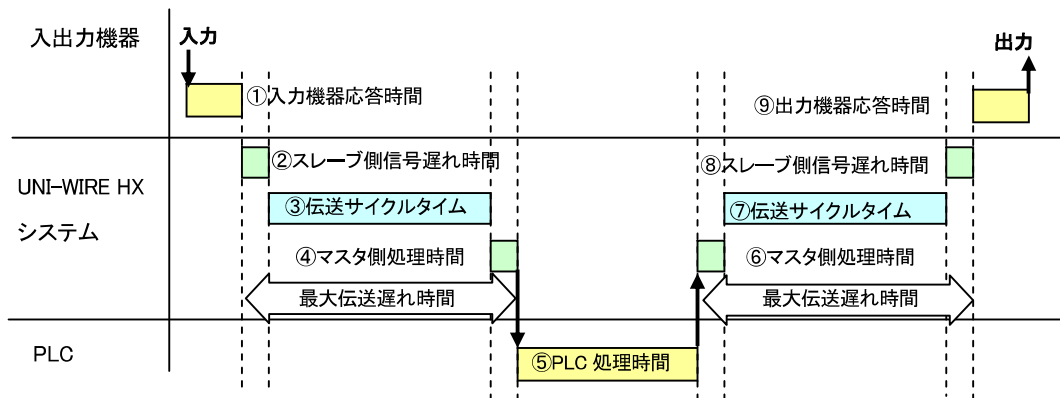 入出力機器
入力
出力
①入力機器応答時間
⑨出力機器応答時間
②スレーブ側信号遅れ時間
⑧スレーブ側信号遅れ時間
UNI-WIRE HX
システム
③伝送サイクルタイム
⑦伝送サイクルタイム
④マスタ側処理時間
⑥マスタ側処理時間
最大伝送遅れ時間
最大伝送遅れ時間
PLC
⑤PLC 処理時間